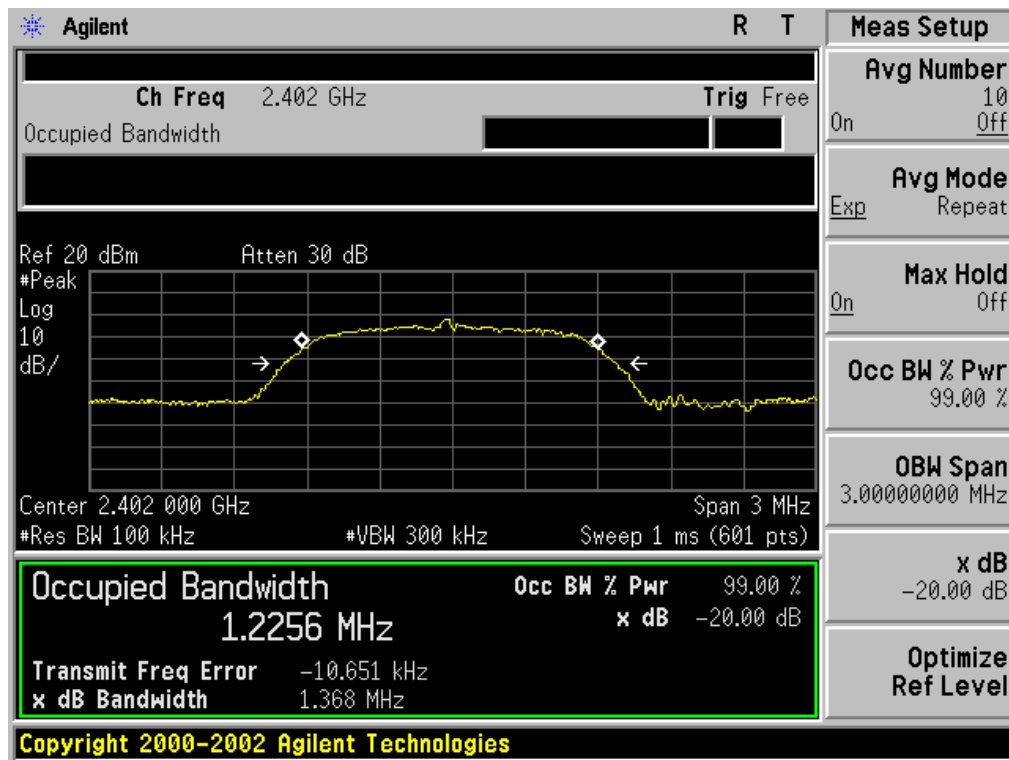 Agilent R T
Ch Freq 2.402 GHz Trig Free
Occupied Bandwidth
Ref 20 dBm Atten 30 dB
#Peak
Log
10
dB/
Center 2.402 000 GHz Span 3 MHz
#Res BW 100 kHz #VBW 300 kHz Sweep 1 ms (601 pts)
Occupied Bandwidth Occ BW % Pwr 99.00 %
1.2256 MHz x dB -20.00 dB
Transmit Freq Error -10.651 kHz
x dB Bandwidth 1.368 MHz
Copyright 2000-2002 Agilent Technologies
Meas Setup
Avg Number
10
On Off
Avg Mode
Exp Repeat
Max Hold
On Off
Occ BW % Pwr
99.00 %
OBW Span
3.00000000 MHz
x dB
-20.00 dB
Optimize
Ref Level